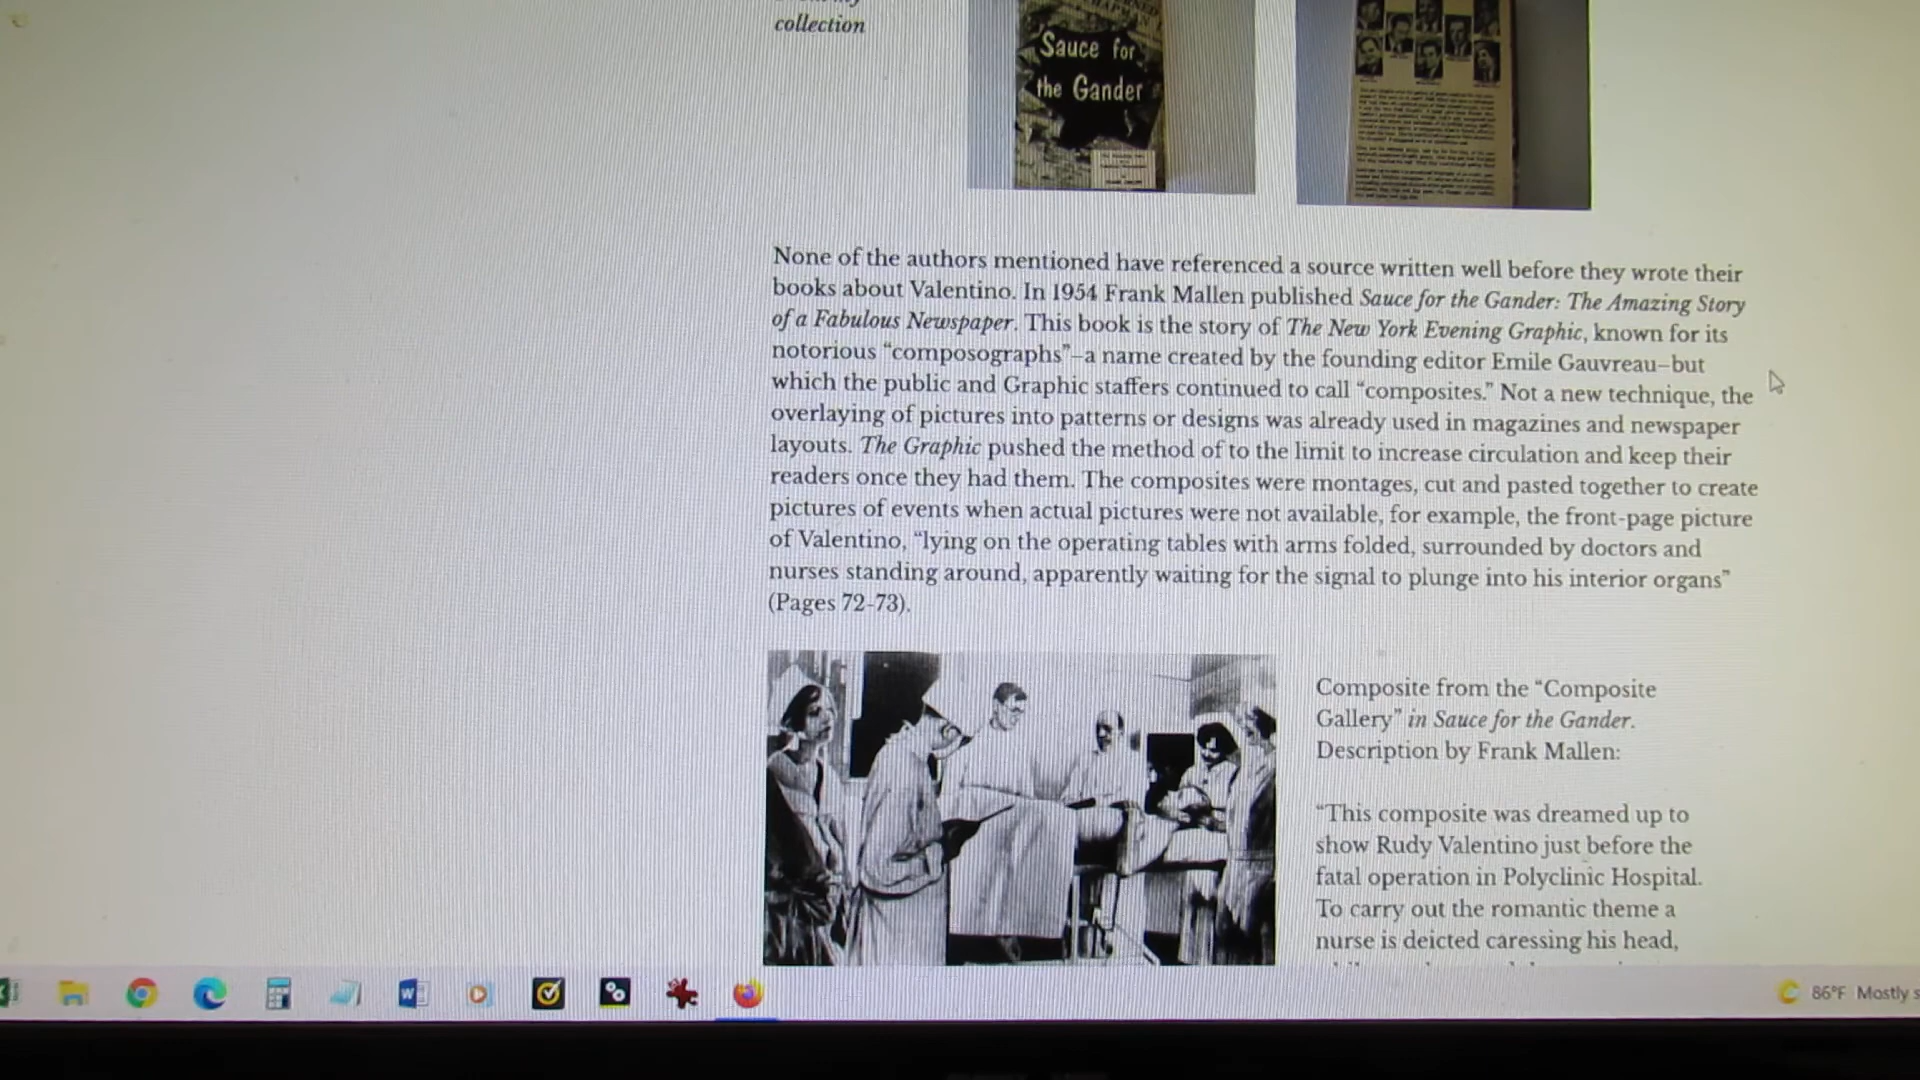 collection
Sauce for
the Gander
None of the authors mentioned have referenced a source written well before they wrote their
books about Valentino. In 1954 Frank Mallen published Sauce for the Gander: The Amazing Story
of a Fabulous Newspaper. This book is the story of The New York Evening Graphic, known for its
notorious “composographs”–a name created by the founding editor Emile Gauvreau–but
which the public and Graphic staffers continued to call “composites.” Not a new technique, the
overlaying of pictures into patterns or designs was already used in magazines and newspaper
layouts. The Graphic pushed the method of to the limit to increase circulation and keep their
readers once they had them. The composites were montages, cut and pasted together to create
pictures of events when actual pictures were not available, for example, the front-page picture
of Valentino, “lying on the operating tables with arms folded, surrounded by doctors and
nurses standing around, apparently waiting for the signal to plunge into his interior organs”
(Pages 72-73).
Composite from the “Composite
Gallery” in Sauce for the Gander.
Description by Frank Mallen:
“This composite was dreamed up to
show Rudy Valentino just before the
fatal operation in Polyclinic Hospital.
To carry out the romantic theme a
nurse is deicted caressing his head,
86°F Mostly s